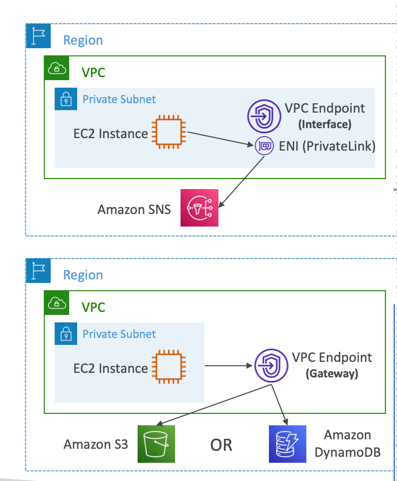 Region
VPC
Private Subnet
EC2 Instance
VPC Endpoint
(Interface)
ENI (PrivateLink)
Amazon SNS
Region
VPC
Private Subnet
EC2 Instance
VPC Endpoint
(Gateway)
Amazon S3
OR
Amazon
DynamoDB